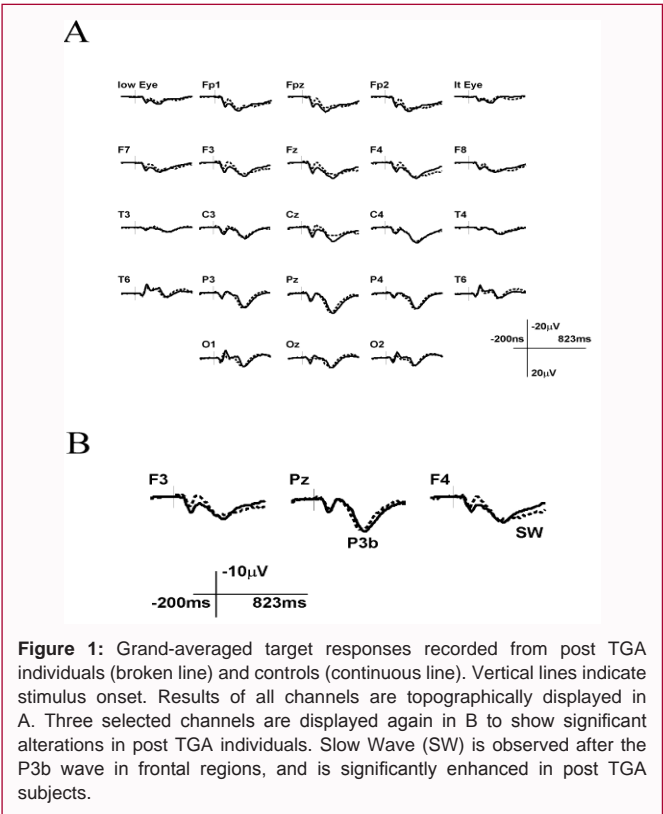 A
low Eye Fp1 Fpz Fp2 lt Eye
F7 F3 Fz F4 F8
T3 C3 Cz C4 T4
T6 P3 Pz P4 T6
-20µV
-200ns 823ms
20µV
O1 Oz O2
B
F3 Pz F4
P3b
SW
-10µV
-200ms 823ms
Figure 1: Grand-averaged target responses recorded from post TGA
individuals (broken line) and controls (continuous line). Vertical lines indicate
stimulus onset. Results of all channels are topographically displayed in
A. Three selected channels are displayed again in B to show significant
alterations in post TGA individuals. Slow Wave (SW) is observed after the
P3b wave in frontal regions, and is significantly enhanced in post TGA
subjects.